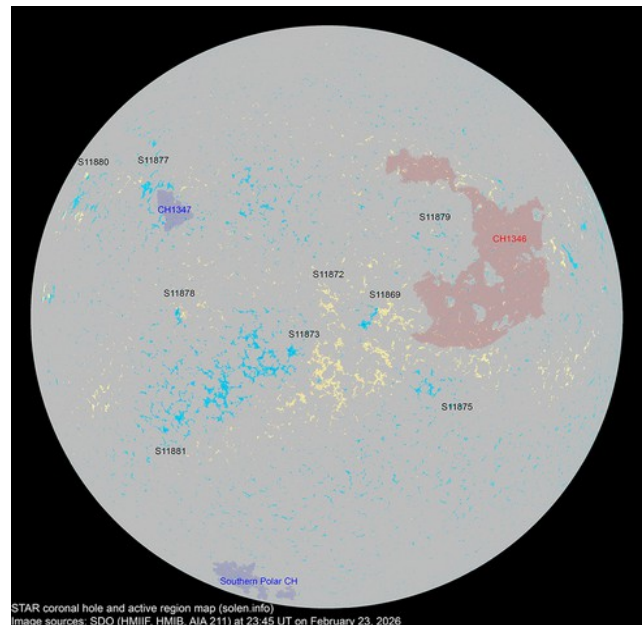 S11880
S11877
CH1347
S11879
CH1346
S11872
S11878
S11869
S11873
S11875
S11881
Southern Polar CH
STAR coronal hole and active region map (solen.info)
Image sources: SDO (HMIIF, HMIB, AIA 211) at 23:45 UT on February 23, 2026